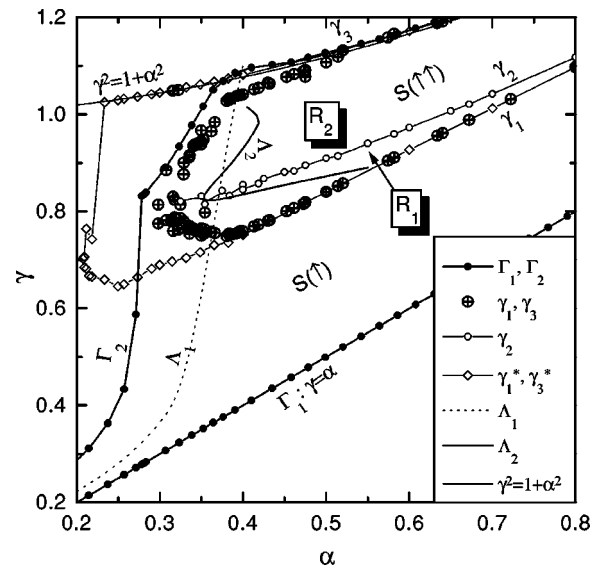 1.2
1.0
0.8
0.6
0.4
0.2
γ
γ²=1+α²
γ₃
S(↑↑)
γ₂
R₂
γ₁
Λ₂
R₁
S(↑)
Γ₂
Λ₁
Γ₁: γ=α
Γ₁, Γ₂
γ₁, γ₃
γ₂
γ₁*, γ₃*
Λ₁
Λ₂
γ²=1+α²
0.2 0.3 0.4 0.5 0.6 0.7 0.8
α